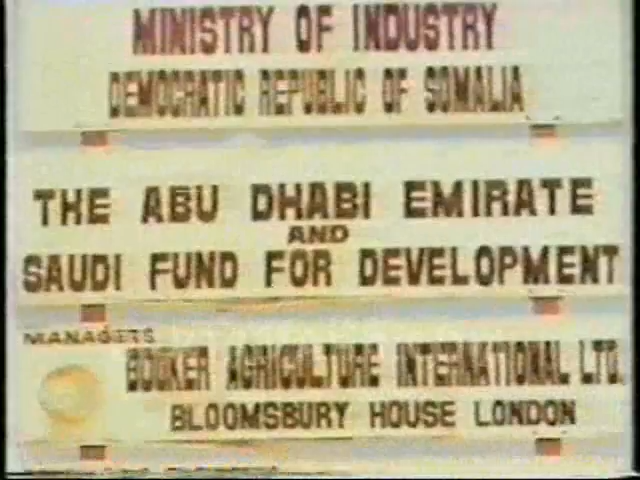 MINISTRY OF INDUSTRY
DEMOCRATIC REPUBLIC OF SOMALIA
THE ABU DHABI EMIRATE
AND
SAUDI FUND FOR DEVELOPMENT
MANAGERS
BOOKER AGRICULTURE INTERNATIONAL LTD.
BLOOMSBURY HOUSE LONDON